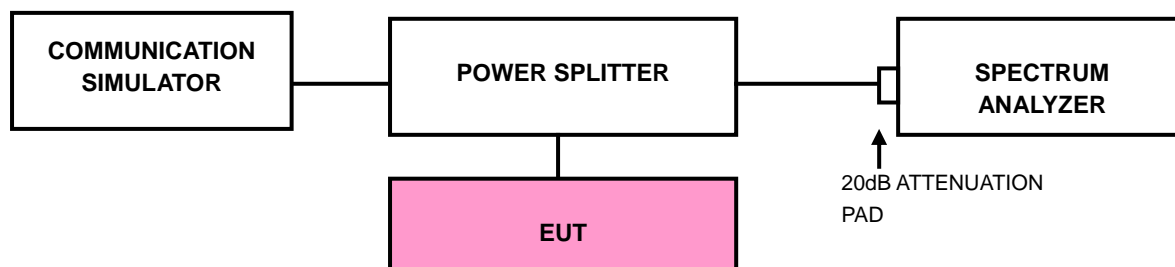 COMMUNICATION
SIMULATOR
POWER SPLITTER
SPECTRUM
ANALYZER
20dB ATTENUATION
PAD
EUT